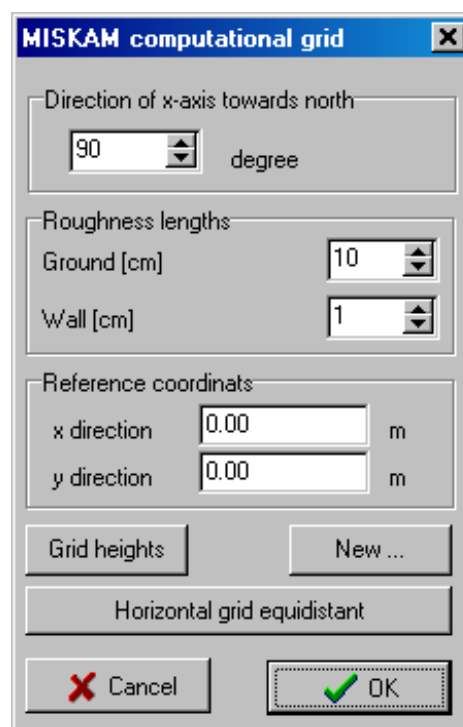 MISKAM computational grid
Direction of x-axis towards north
90 degree
Roughness lengths
Ground [cm] 10
Wall [cm] 1
Reference coordinats
x direction 0.00 m
y direction 0.00 m
Grid heights New ...
Horizontal grid equidistant
Cancel OK